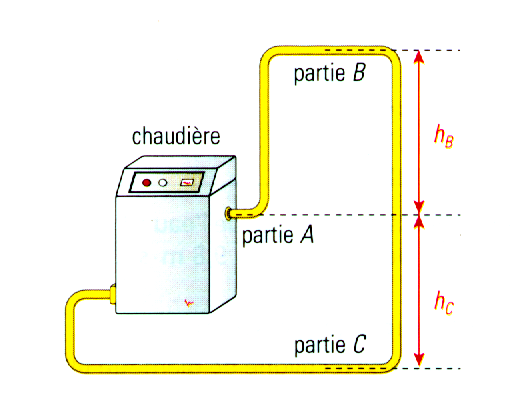 partie B
chaudière
h_B
partie A
h_C
partie C